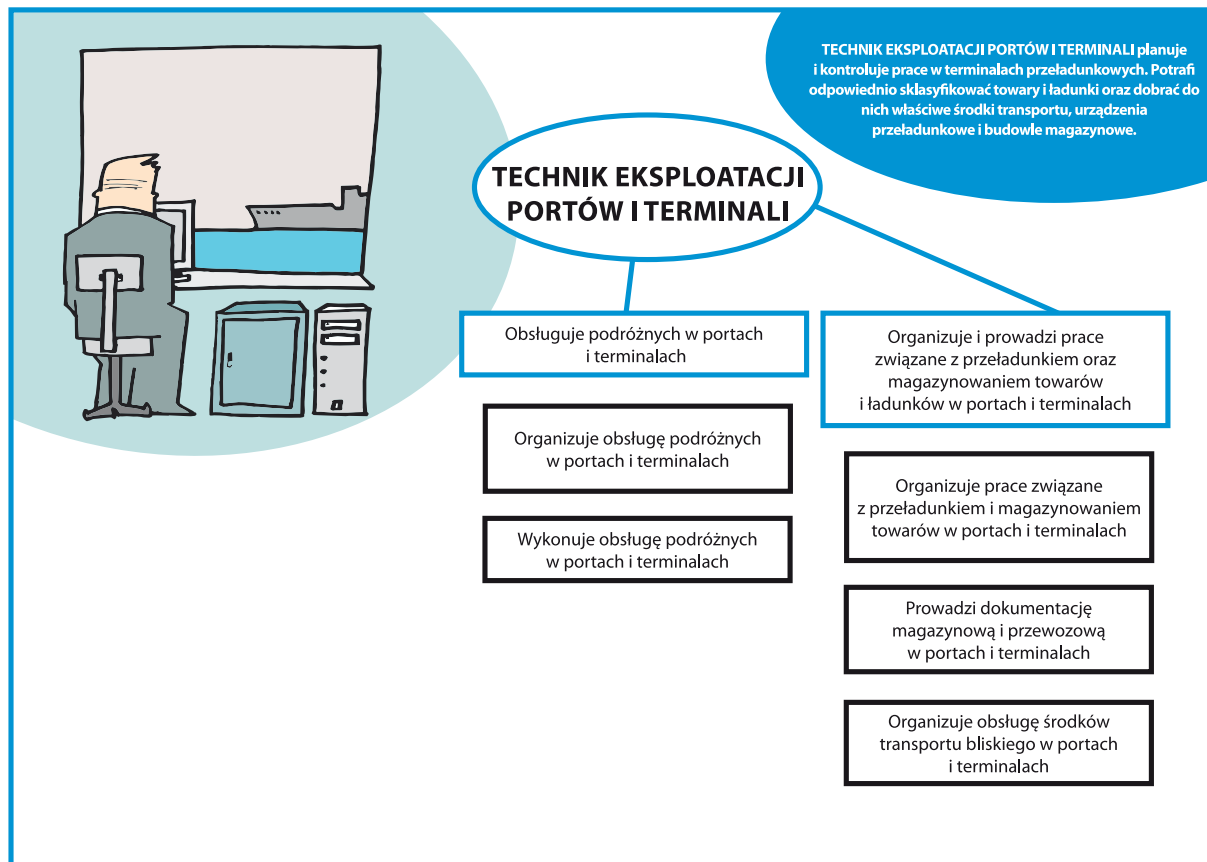 TECHNIK EKSPLOATACJI PORTÓW I TERMINALI planuje
i kontroluje prace w terminalach przeładunkowych. Potrafi
odpowiednio sklasyfikować towary i ładunki oraz dobrać do
nich właściwe środki transportu, urządzenia
przeładunkowe i budowle magazynowe.
TECHNIK EKSPLOATACJI
PORTÓW I TERMINALI
Obsługuje podróżnych w portach
i terminalach
Organizuje obsługę podróżnych
w portach i terminalach
Wykonuje obsługę podróżnych
w portach i terminalach
Organizuje i prowadzi prace
związane z przeładunkiem oraz
magazynowaniem towarów
i ładunków w portach i terminalach
Organizuje prace związane
z przeładunkiem i magazynowaniem
towarów w portach i terminalach
Prowadzi dokumentację
magazynową i przewozową
w portach i terminalach
Organizuje obsługę środków
transportu bliskiego w portach
i terminalach